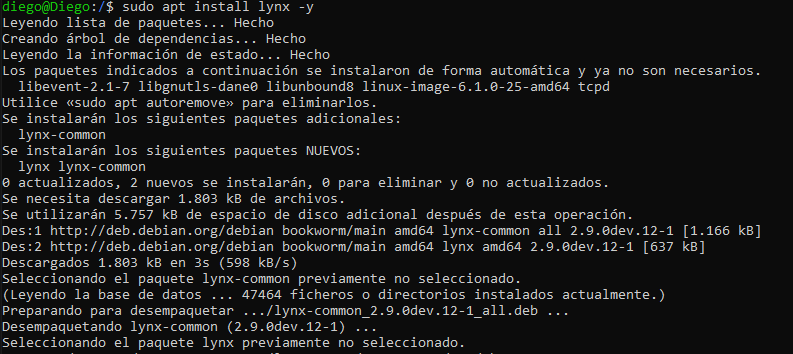 diego@Diego:/$ sudo apt install lynx -y
Leyendo lista de paquetes... Hecho
Creando árbol de dependencias... Hecho
Leyendo la información de estado... Hecho
Los paquetes indicados a continuación se instalaron de forma automática y ya no son necesarios.
  libevent-2.1-7 libgnutls-dane0 libunbound8 linux-image-6.1.0-25-amd64 tcpd
Utilice «sudo apt autoremove» para eliminarlos.
Se instalarán los siguientes paquetes adicionales:
  lynx-common
Se instalarán los siguientes paquetes NUEVOS:
  lynx lynx-common
0 actualizados, 2 nuevos se instalarán, 0 para eliminar y 0 no actualizados.
Se necesita descargar 1.803 kB de archivos.
Se utilizarán 5.757 kB de espacio de disco adicional después de esta operación.
Des:1 http://deb.debian.org/debian bookworm/main amd64 lynx-common all 2.9.0dev.12-1 [1.166 kB]
Des:2 http://deb.debian.org/debian bookworm/main amd64 lynx amd64 2.9.0dev.12-1 [637 kB]
Descargados 1.803 kB en 3s (598 kB/s)
Seleccionando el paquete lynx-common previamente no seleccionado.
(Leyendo la base de datos ... 47464 ficheros o directorios instalados actualmente.)
Preparando para desempaquetar .../lynx-common_2.9.0dev.12-1_all.deb ...
Desempaquetando lynx-common (2.9.0dev.12-1) ...
Seleccionando el paquete lynx previamente no seleccionado.